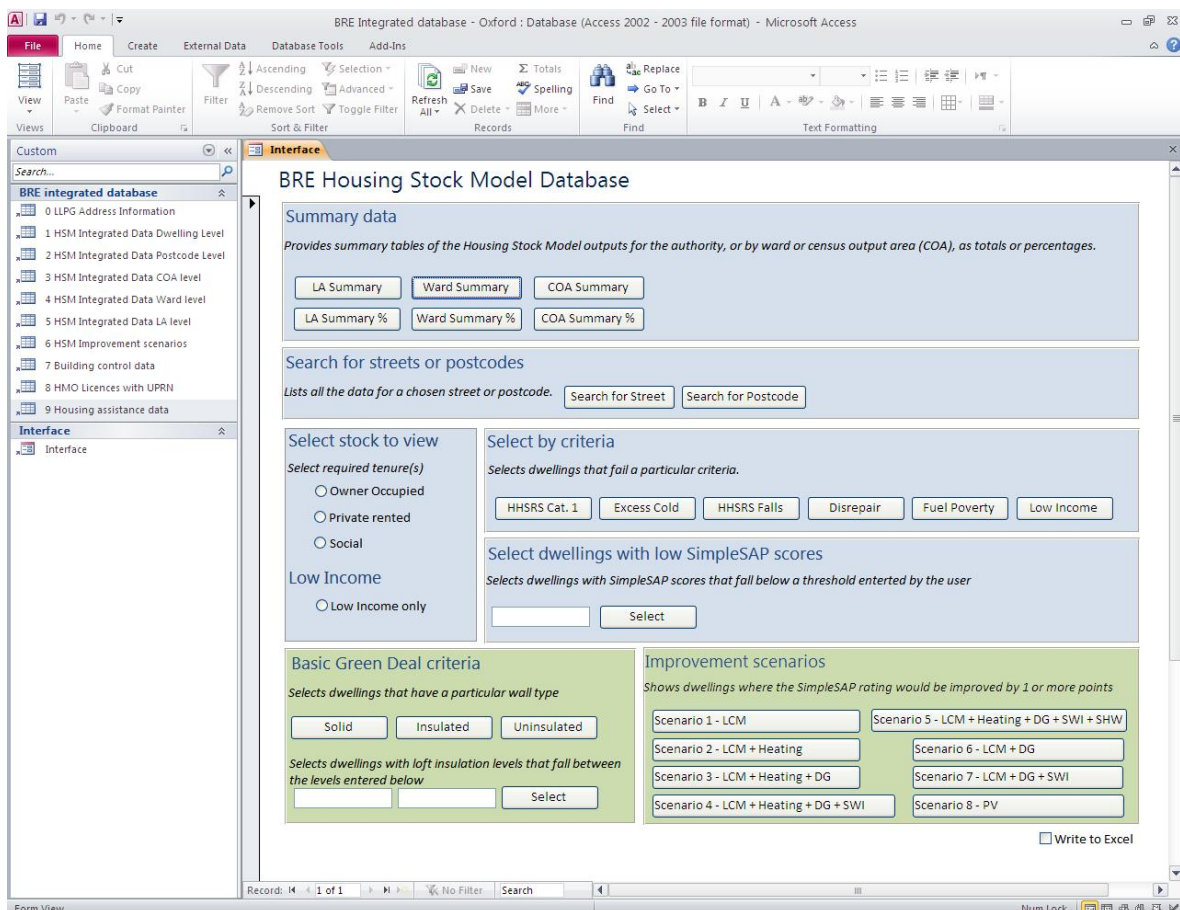 BRE Integrated database - Oxford : Database (Access 2002 - 2003 file format) - Microsoft Access
File Home Create External Data Database Tools Add-Ins
View
Views
Paste
Cut
Copy
Format Painter
Clipboard
Filter
Ascending
Descending
Remove Sort
Selection
Advanced
Toggle Filter
Sort & Filter
Refresh
All
New
Save
Delete
Totals
Spelling
More
Records
Find
Replace
Go To
Select
Find
B I U A
Text Formatting
Custom
Search...
BRE integrated database
0 LLPG Address Information
1 HSM Integrated Data Dwelling Level
2 HSM Integrated Data Postcode Level
3 HSM Integrated Data COA level
4 HSM Integrated Data Ward level
5 HSM Integrated Data LA level
6 HSM Improvement scenarios
7 Building control data
8 HMO Licences with UPRN
9 Housing assistance data
Interface
Interface
Interface
BRE Housing Stock Model Database
Summary data
Provides summary tables of the Housing Stock Model outputs for the authority, or by ward or census output area (COA), as totals or percentages.
LA Summary Ward Summary COA Summary
LA Summary % Ward Summary % COA Summary %
Search for streets or postcodes
Lists all the data for a chosen street or postcode. Search for Street Search for Postcode
Select stock to view
Select required tenure(s)
Owner Occupied
Private rented
Social
Low Income
Low Income only
Select by criteria
Selects dwellings that fail a particular criteria.
HHSRS Cat. 1 Excess Cold HHSRS Falls Disrepair Fuel Poverty Low Income
Select dwellings with low SimpleSAP scores
Selects dwellings with SimpleSAP scores that fall below a threshold enterted by the user
Select
Basic Green Deal criteria
Selects dwellings that have a particular wall type
Solid Insulated Uninsulated
Selects dwellings with loft insulation levels that fall between
the levels entered below
Select
Improvement scenarios
Shows dwellings where the SimpleSAP rating would be improved by 1 or more points
Scenario 1 - LCM Scenario 5 - LCM + Heating + DG + SWI + SHW
Scenario 2 - LCM + Heating Scenario 6 - LCM + DG
Scenario 3 - LCM + Heating + DG Scenario 7 - LCM + DG + SWI
Scenario 4 - LCM + Heating + DG + SWI Scenario 8 - PV
Write to Excel
Record: 1 of 1 No Filter Search
Form View Num Lock